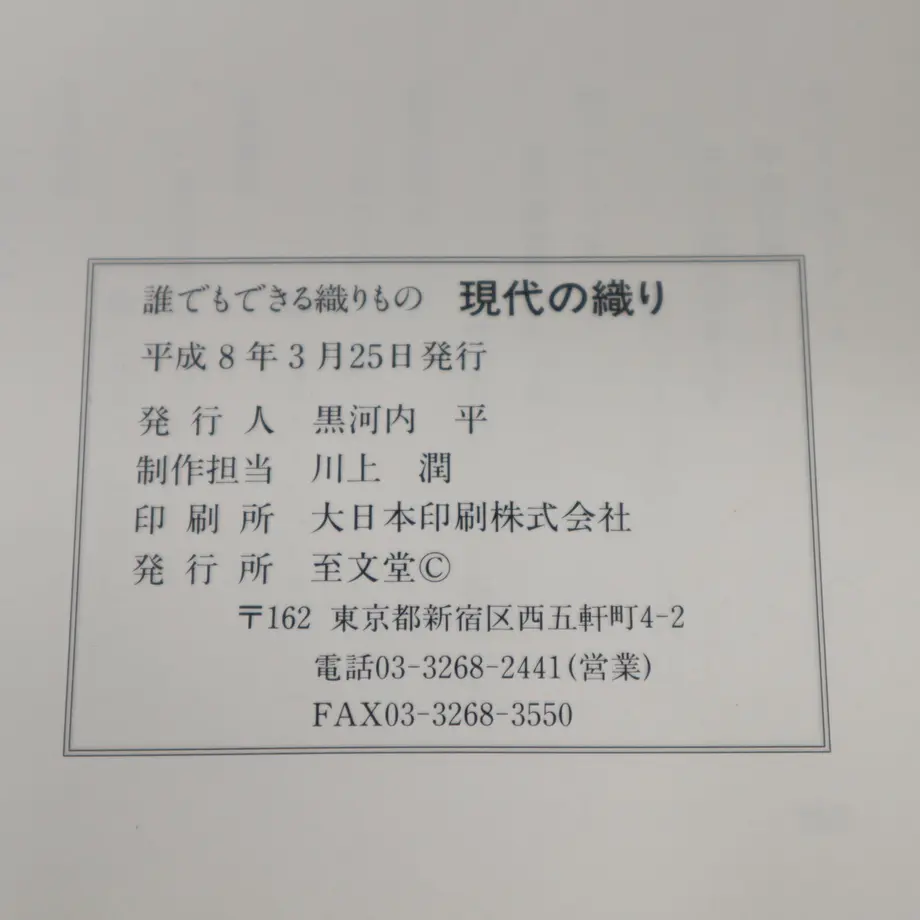 誰でもできる織りもの 現代の織り
平成8年3月25日発行
発行人 黒河内 平
制作担当 川上 潤
印刷所 大日本印刷株式会社
発行所 至文堂©
〒162 東京都新宿区西五軒町4-2
電話03-3268-2441(営業)
FAX03-3268-3550